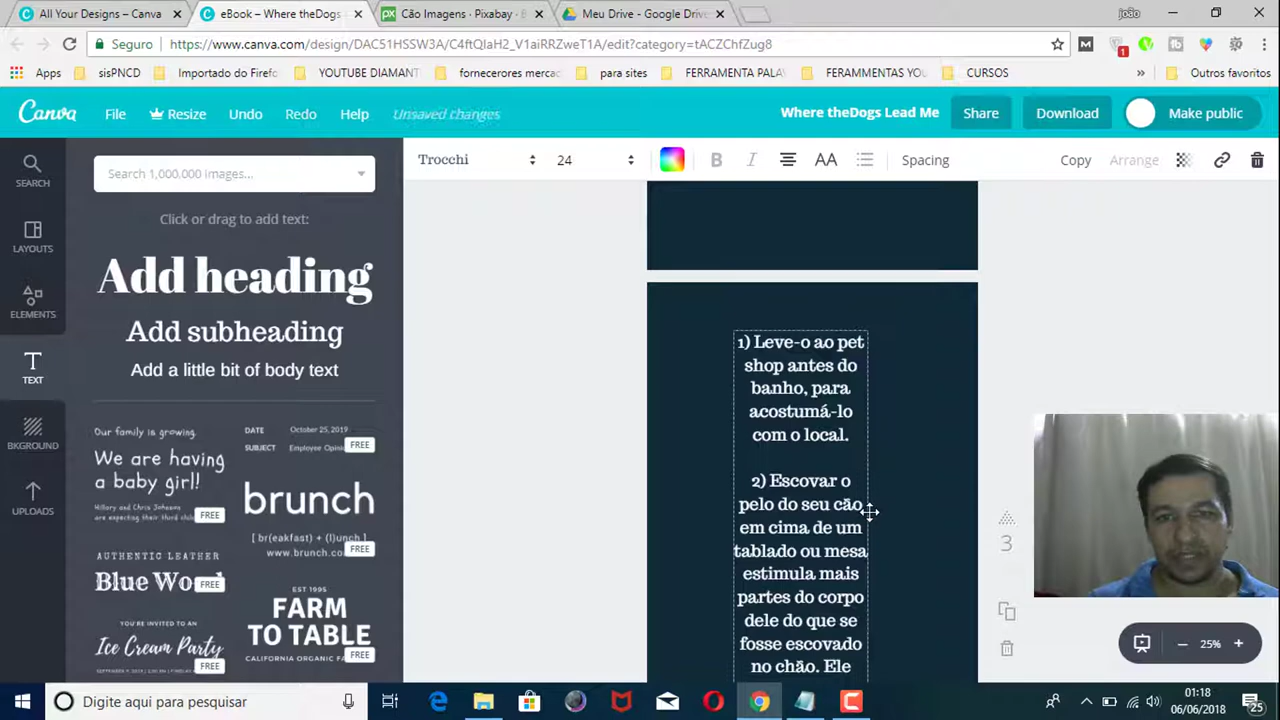 All Your Designs – Canva
eBook – Where theDogs
Cão Imagens · Pixabay · B
Meu Drive - Google Drive
joão
Seguro
https://www.canva.com/design/DAC51HSSW3A/C4ftQIaH2_V1aiRRZweT1A/edit?category=tACZChfZug8
Apps
sisPNCD
Importado do Firefo
YOUTUBE DIAMANT
fornecerores merca
para sites
FERRAMENTA PALA
FERAMMENTAS YO
CURSOS
»
Outros favoritos
Canva
File
Resize
Undo
Redo
Help
Unsaved changes
Where theDogs Lead Me
Share
Download
Make public
SEARCH
LAYOUTS
ELEMENTS
TEXT
BKGROUND
UPLOADS
Search 1,000,000 images...
Click or drag to add text:
Add heading
Add subheading
Add a little bit of body text
Our family is growing.
We are having
a baby girl!
FREE
DATE October 25, 2019
SUBJECT Employee Opini
FREE
brunch
[ br(eakfast) + (l)unch ]
www.brunch.com
FREE
AUTHENTIC LEATHER
Blue Wo
FREE
EST 1995
FARM
TO TABLE
CALIFORNIA ORGANIC FA
FREE
YOU'RE INVITED TO AN
Ice Cream Party
FREE
Trocchi
24
B
I
AA
Spacing
Copy
Arrange
1) Leve-o ao pet
shop antes do
banho, para
acostumá-lo
com o local.
2) Escovar o
pelo do seu cão
em cima de um
tablado ou mesa
estimula mais
partes do corpo
dele do que se
fosse escovado
no chão. Ele
3
25%
Digite aqui para pesquisar
01:18
06/06/2018
25